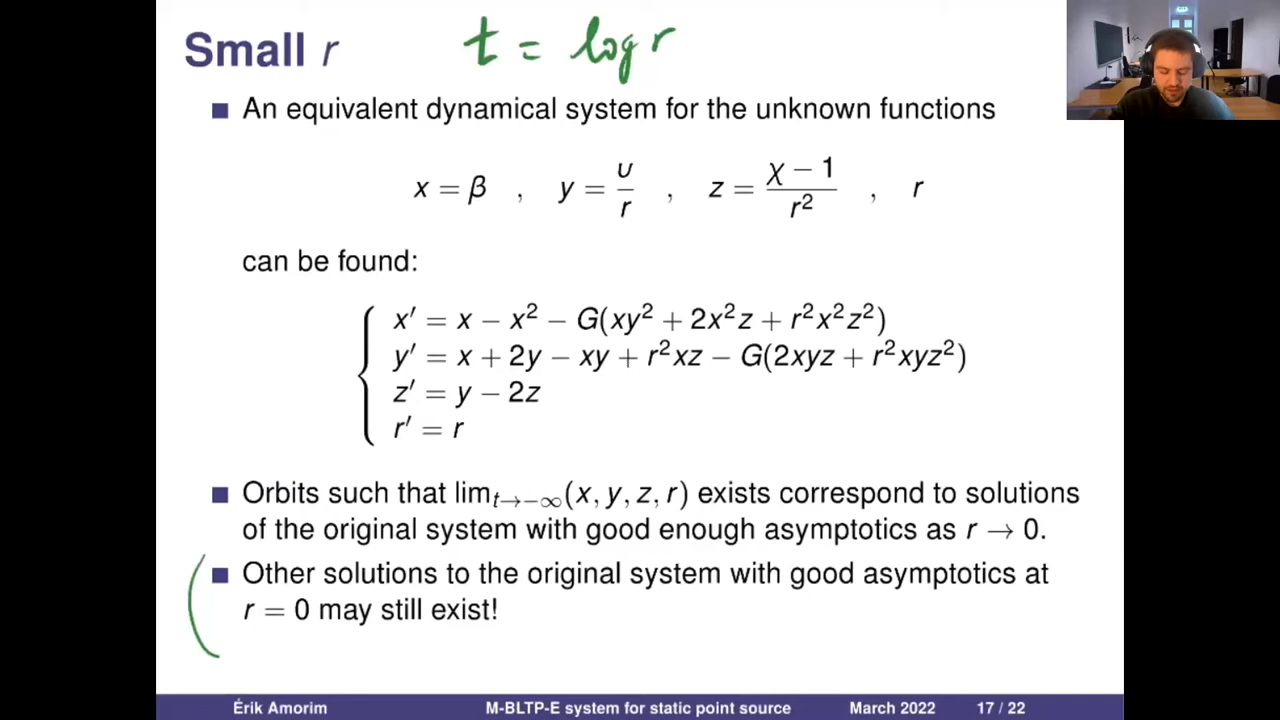 Small r t = log r
■ An equivalent dynamical system for the unknown functions
x = β , y = υ/r , z = (χ − 1)/r² , r
can be found:
x′ = x − x² − G(xy² + 2x²z + r²x²z²)
y′ = x + 2y − xy + r²xz − G(2xyz + r²xyz²)
z′ = y − 2z
r′ = r
■ Orbits such that lim_{t→−∞}(x, y, z, r) exists correspond to solutions
of the original system with good enough asymptotics as r → 0.
■ Other solutions to the original system with good asymptotics at
r = 0 may still exist!
Érik Amorim M-BLTP-E system for static point source March 2022 17 / 22